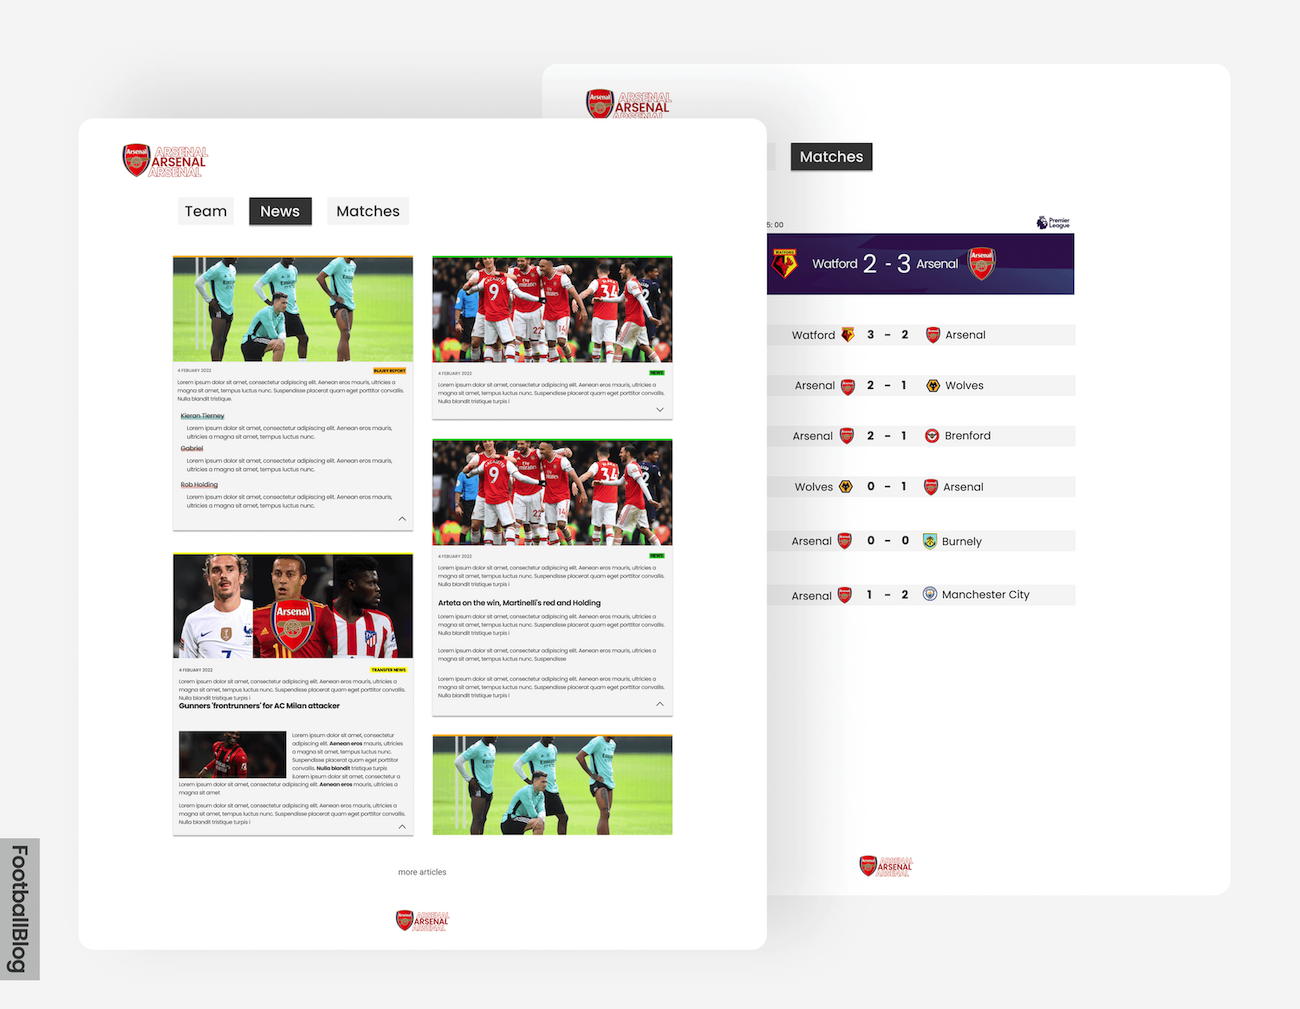 ARSENAL
ARSENAL
ARSENAL
Team
News
Matches
4 FEBUARY 2022
INJURY REPORT
Lorem ipsum dolor sit amet, consectetur adipiscing elit. Aenean eros mauris, ultricies a
magna sit amet, tempus luctus nunc. Suspendisse placerat quam eget porttitor convallis.
Nulla blandit tristique.
Kieran Tierney
Lorem ipsum dolor sit amet, consectetur adipiscing elit. Aenean eros mauris,
ultricies a magna sit amet, tempus luctus nunc.
Gabriel
Lorem ipsum dolor sit amet, consectetur adipiscing elit. Aenean eros mauris,
ultricies a magna sit amet, tempus luctus nunc.
Rob Holding
Lorem ipsum dolor sit amet, consectetur adipiscing elit. Aenean eros mauris,
ultricies a magna sit amet, tempus luctus nunc.
Arsenal
4 FEBUARY 2022
TRANSFER NEWS
Lorem ipsum dolor sit amet, consectetur adipiscing elit. Aenean eros mauris, ultricies a
magna sit amet, tempus luctus nunc. Suspendisse placerat quam eget porttitor convallis.
Nulla blandit tristique turpis i
Gunners 'frontrunners' for AC Milan attacker
Lorem ipsum dolor sit amet, consectetur
adipiscing elit. Aenean eros mauris, ultricies
a magna sit amet, tempus luctus nunc.
Suspendisse placerat quam eget porttitor
convallis. Nulla blandit tristique turpis
iLorem ipsum dolor sit amet, consectetur a
Lorem ipsum dolor sit amet, consectetur adipiscing elit. Aenean eros mauris, ultricies a
magna sit amet
Lorem ipsum dolor sit amet, consectetur adipiscing elit. Aenean eros mauris, ultricies a
magna sit amet, tempus luctus nunc. Suspendisse placerat quam eget porttitor convallis.
Nulla blandit tristique turpis i
9
34
22
14
2
4 FEBUARY 2022
NEWS
Lorem ipsum dolor sit amet, consectetur adipiscing elit. Aenean eros mauris, ultricies a
magna sit amet, tempus luctus nunc. Suspendisse placerat quam eget porttitor convallis.
Nulla blandit tristique turpis i
9
34
22
14
2
4 FEBUARY 2022
NEWS
Lorem ipsum dolor sit amet, consectetur adipiscing elit. Aenean eros mauris, ultricies a
magna sit amet, tempus luctus nunc. Suspendisse placerat quam eget porttitor convallis.
Nulla blandit tristique turpis i
Arteta on the win, Martinelli's red and Holding
Lorem ipsum dolor sit amet, consectetur adipiscing elit. Aenean eros mauris, ultricies a
magna sit amet, tempus luctus nunc. Suspendisse placerat quam eget porttitor convallis.
Nulla blandit tristique turpis i
Lorem ipsum dolor sit amet, consectetur adipiscing elit. Aenean eros mauris, ultricies a
magna sit amet, tempus luctus nunc. Suspendisse
Lorem ipsum dolor sit amet, consectetur adipiscing elit. Aenean eros mauris, ultricies a
magna sit amet, tempus luctus nunc. Suspendisse placerat quam eget porttitor convallis.
Nulla blandit tristique turpis i
more articles
ARSENAL
ARSENAL
ARSENAL
ARSENAL
ARSENAL
ARSENAL
Matches
5: 00
Premier
League
Watford 2 - 3 Arsenal
Watford 3 - 2 Arsenal
Arsenal 2 - 1 Wolves
Arsenal 2 - 1 Brenford
Wolves 0 - 1 Arsenal
Arsenal 0 - 0 Burnely
Arsenal 1 - 2 Manchester City
ARSENAL
ARSENAL
ARSENAL
FootballBlog